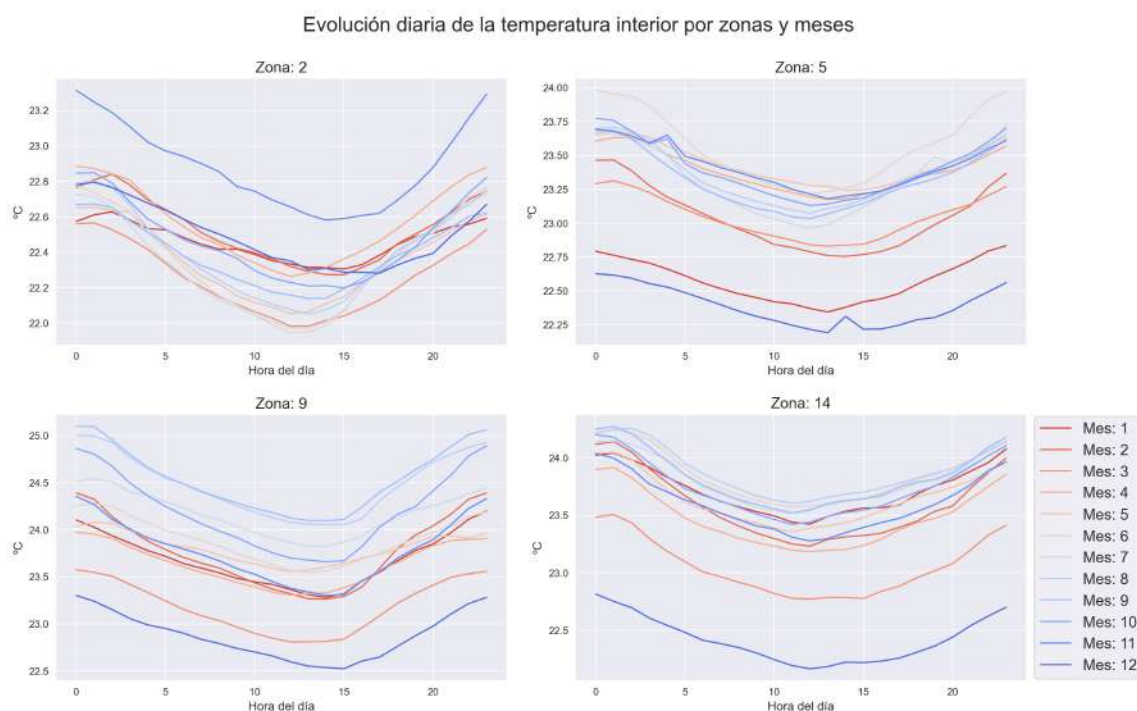 Evolución diaria de la temperatura interior por zonas y meses
Zona: 2
23.2
23.0
22.8
22.6
22.4
22.2
22.0
ºC
0 5 10 15 20
Hora del día
Zona: 5
24.00
23.75
23.50
23.25
23.00
22.75
22.50
22.25
ºC
0 5 10 15 20
Hora del día
Zona: 9
25.0
24.5
24.0
23.5
23.0
22.5
ºC
0 5 10 15 20
Hora del día
Zona: 14
24.0
23.5
23.0
22.5
ºC
0 5 10 15 20
Hora del día
Mes: 1
Mes: 2
Mes: 3
Mes: 4
Mes: 5
Mes: 6
Mes: 7
Mes: 8
Mes: 9
Mes: 10
Mes: 11
Mes: 12